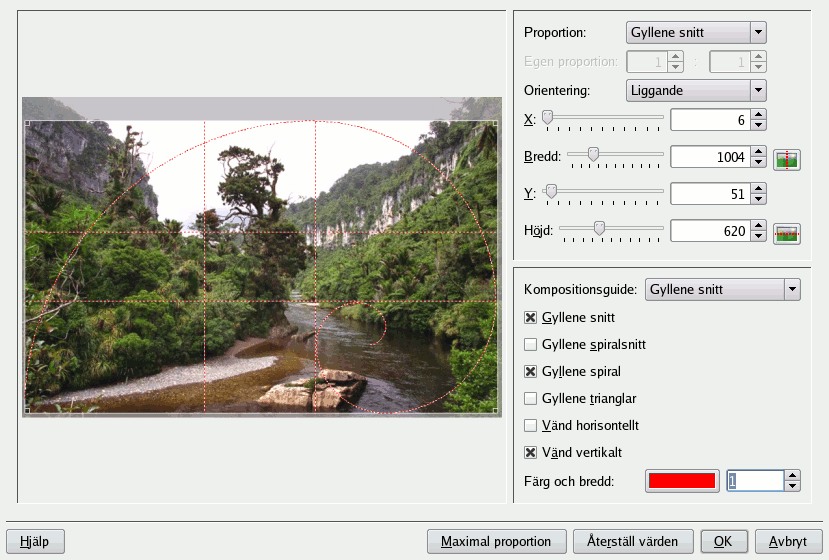 Proportion: Gyllene snitt
Egen proportion: 1 : 1
Orientering: Liggande
X: 6
Bredd: 1004
Y: 51
Höjd: 620
Kompositionsguide: Gyllene snitt
Gyllene snitt
Gyllene spiralsnitt
Gyllene spiral
Gyllene trianglar
Vänd horisontellt
Vänd vertikalt
Färg och bredd: 1
Hjälp Maximal proportion Återställ värden OK Avbryt